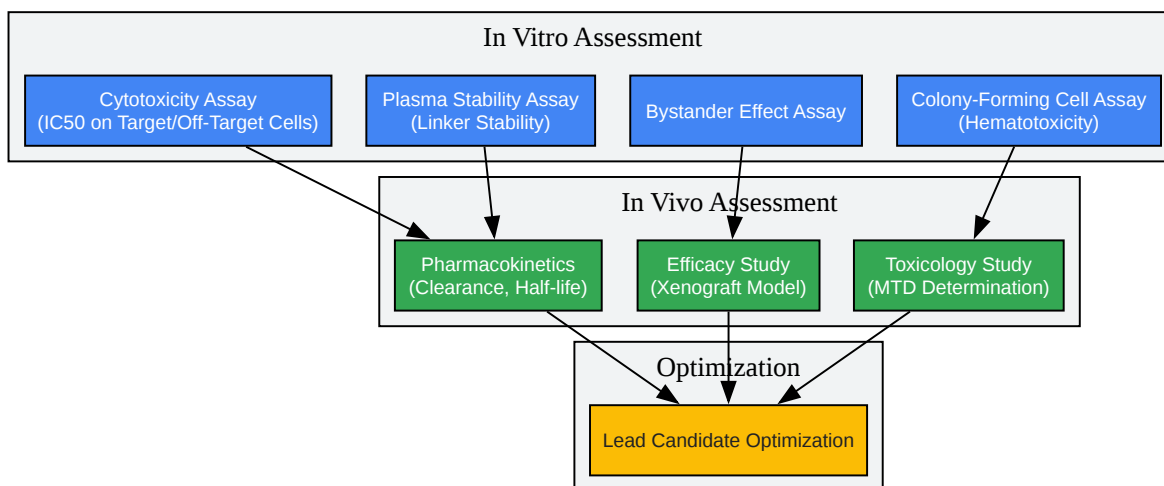 In Vitro Assessment
Cytotoxicity Assay
(IC50 on Target/Off-Target Cells)
Plasma Stability Assay
(Linker Stability)
Bystander Effect Assay
Colony-Forming Cell Assay
(Hematotoxicity)
In Vivo Assessment
Pharmacokinetics
(Clearance, Half-life)
Efficacy Study
(Xenograft Model)
Toxicology Study
(MTD Determination)
Optimization
Lead Candidate Optimization